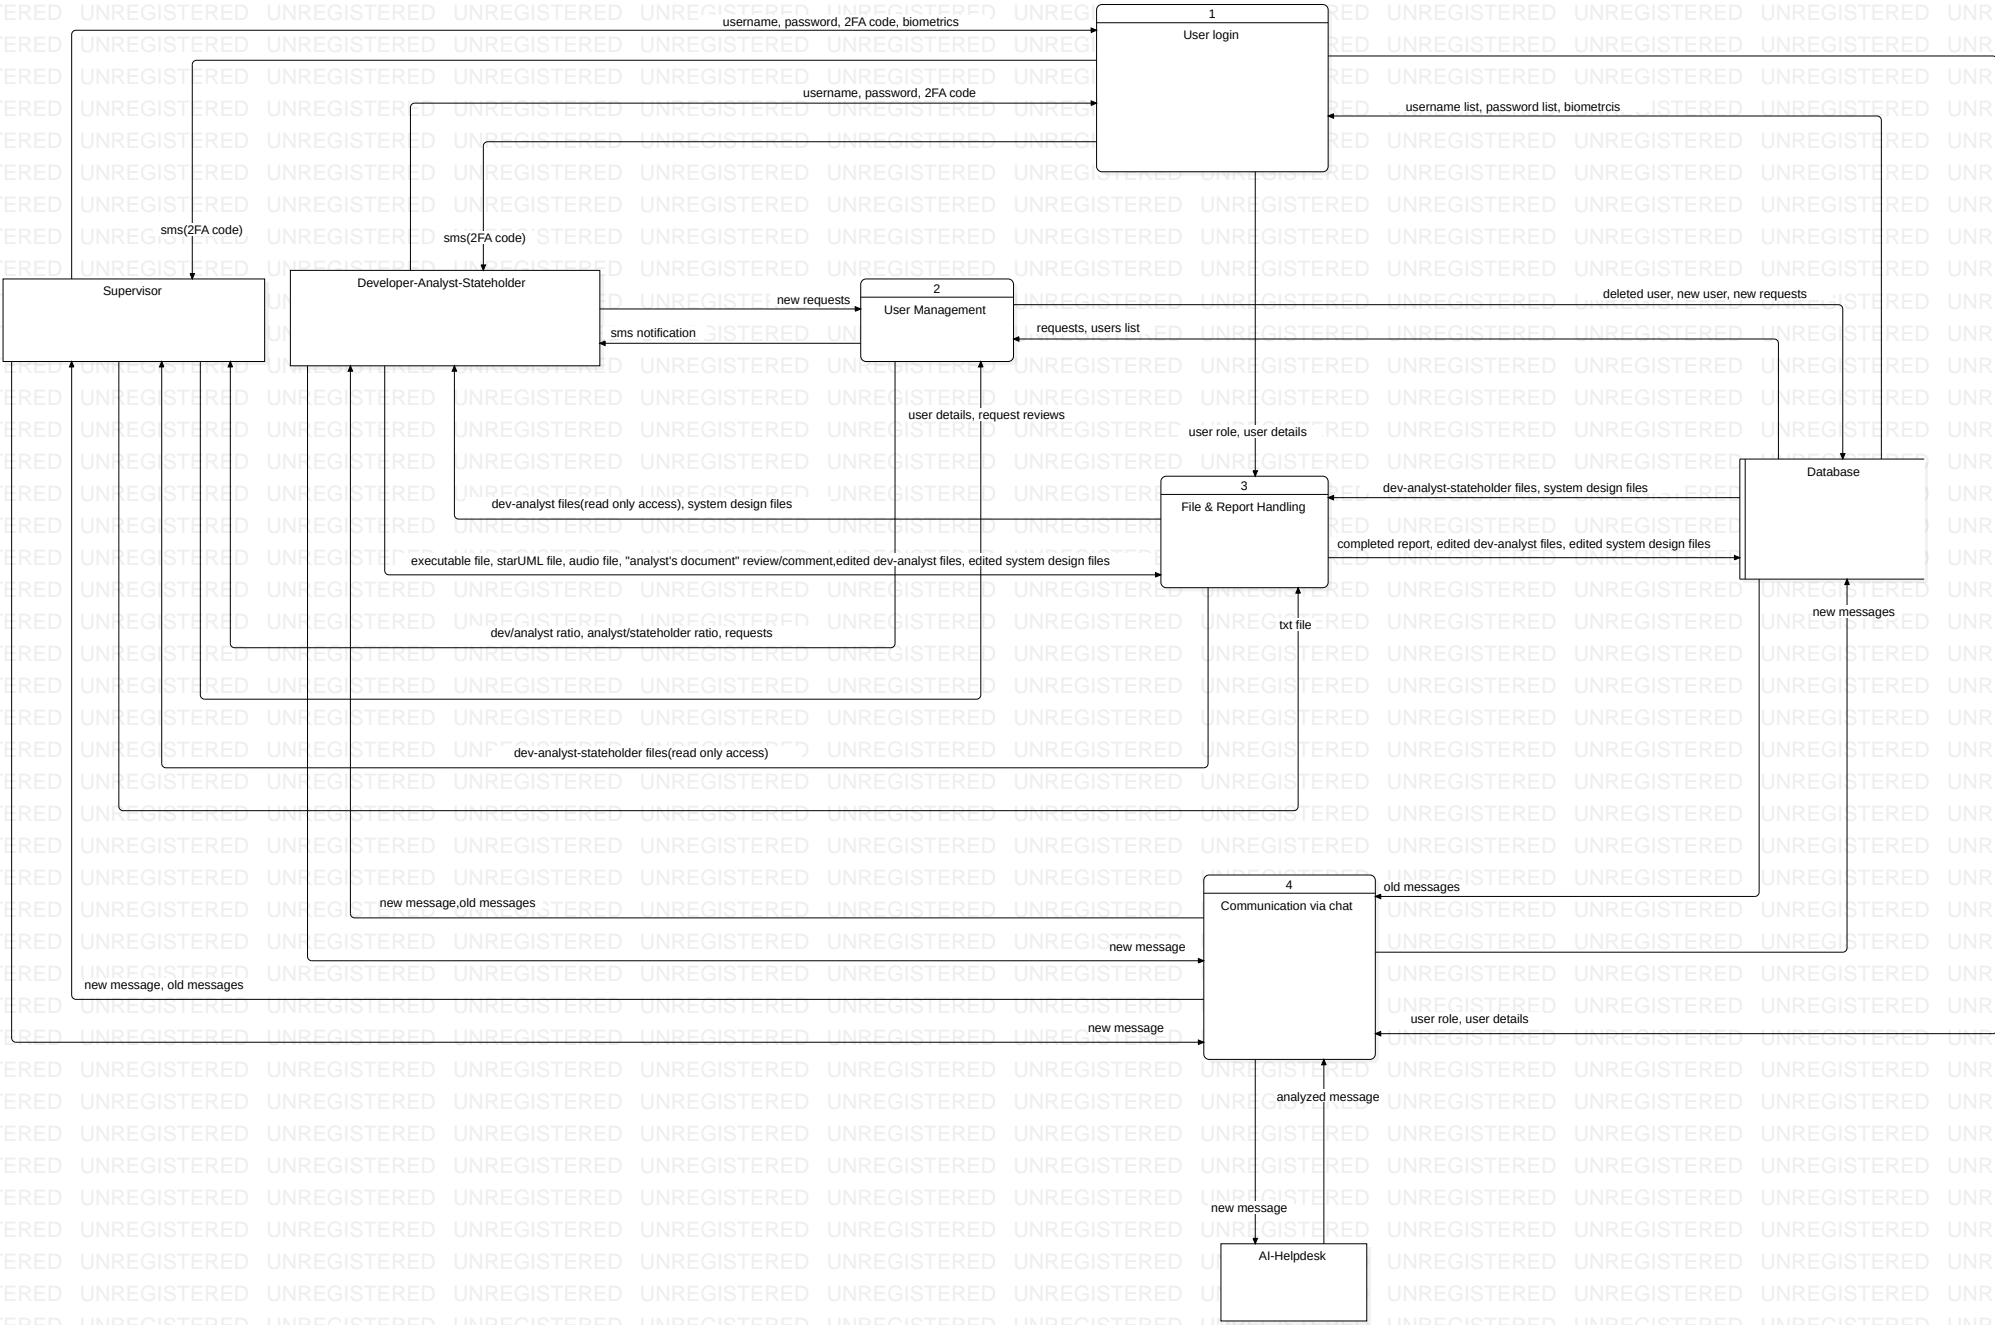 username, password, 2FA code, biometrics
1
User login
username, password, 2FA code
username list, password list, biometrcis
sms(2FA code)
sms(2FA code)
Supervisor
Developer-Analyst-Stateholder
new requests
sms notification
2
User Management
deleted user, new user, new requests
requests, users list
user details, request reviews
user role, user details
Database
3
File & Report Handling
dev-analyst-stateholder files, system design files
dev-analyst files(read only access), system design files
completed report, edited dev-analyst files, edited system design files
executable file, starUML file, audio file, "analyst's document" review/comment,edited dev-analyst files, edited system design files
new messages
txt file
dev/analyst ratio, analyst/stateholder ratio, requests
dev-analyst-stateholder files(read only access)
4
Communication via chat
old messages
new message,old messages
new message
new message, old messages
new message
user role, user details
analyzed message
new message
AI-Helpdesk
UNREGISTERED